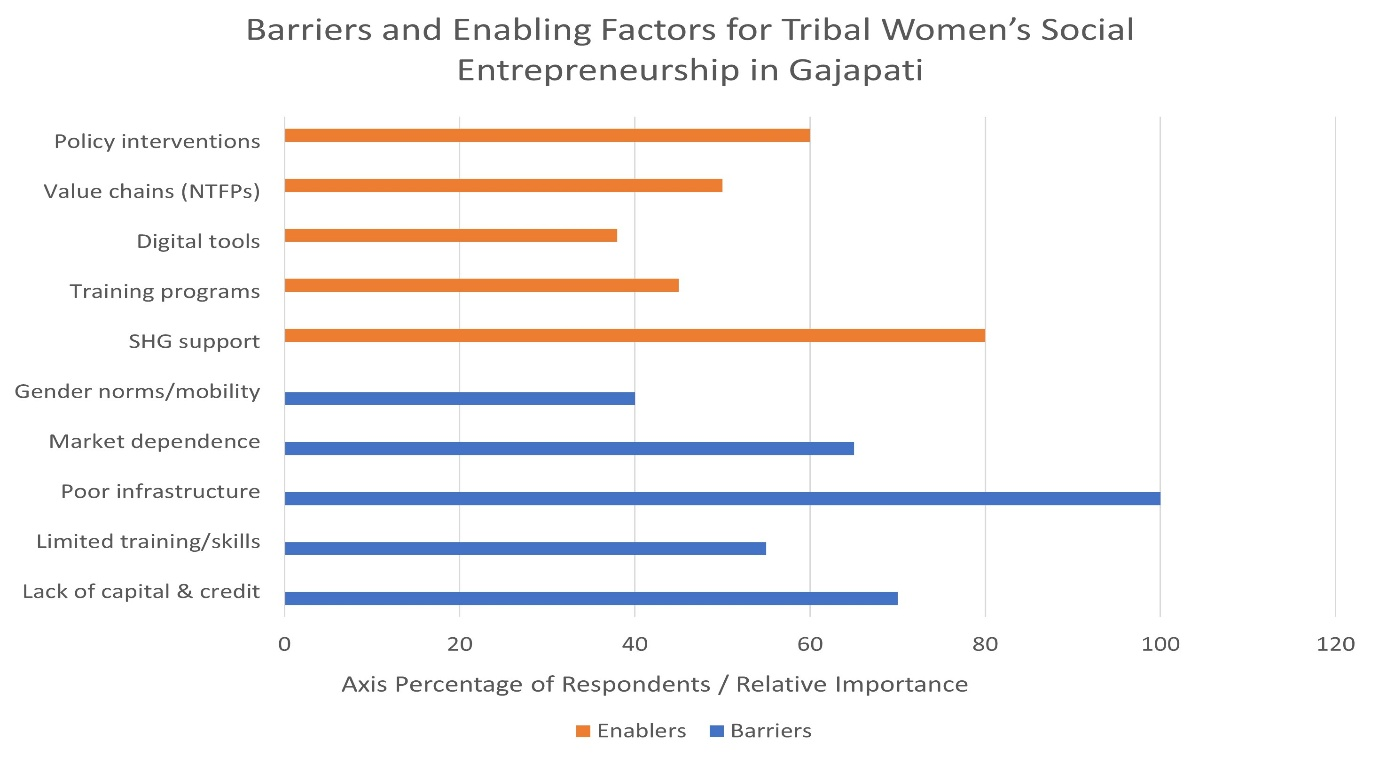 Barriers and Enabling Factors for Tribal Women’s Social
Entrepreneurship in Gajapati
Policy interventions
Value chains (NTFPs)
Digital tools
Training programs
SHG support
Gender norms/mobility
Market dependence
Poor infrastructure
Limited training/skills
Lack of capital & credit
0 20 40 60 80 100 120
Axis Percentage of Respondents / Relative Importance
Enablers Barriers